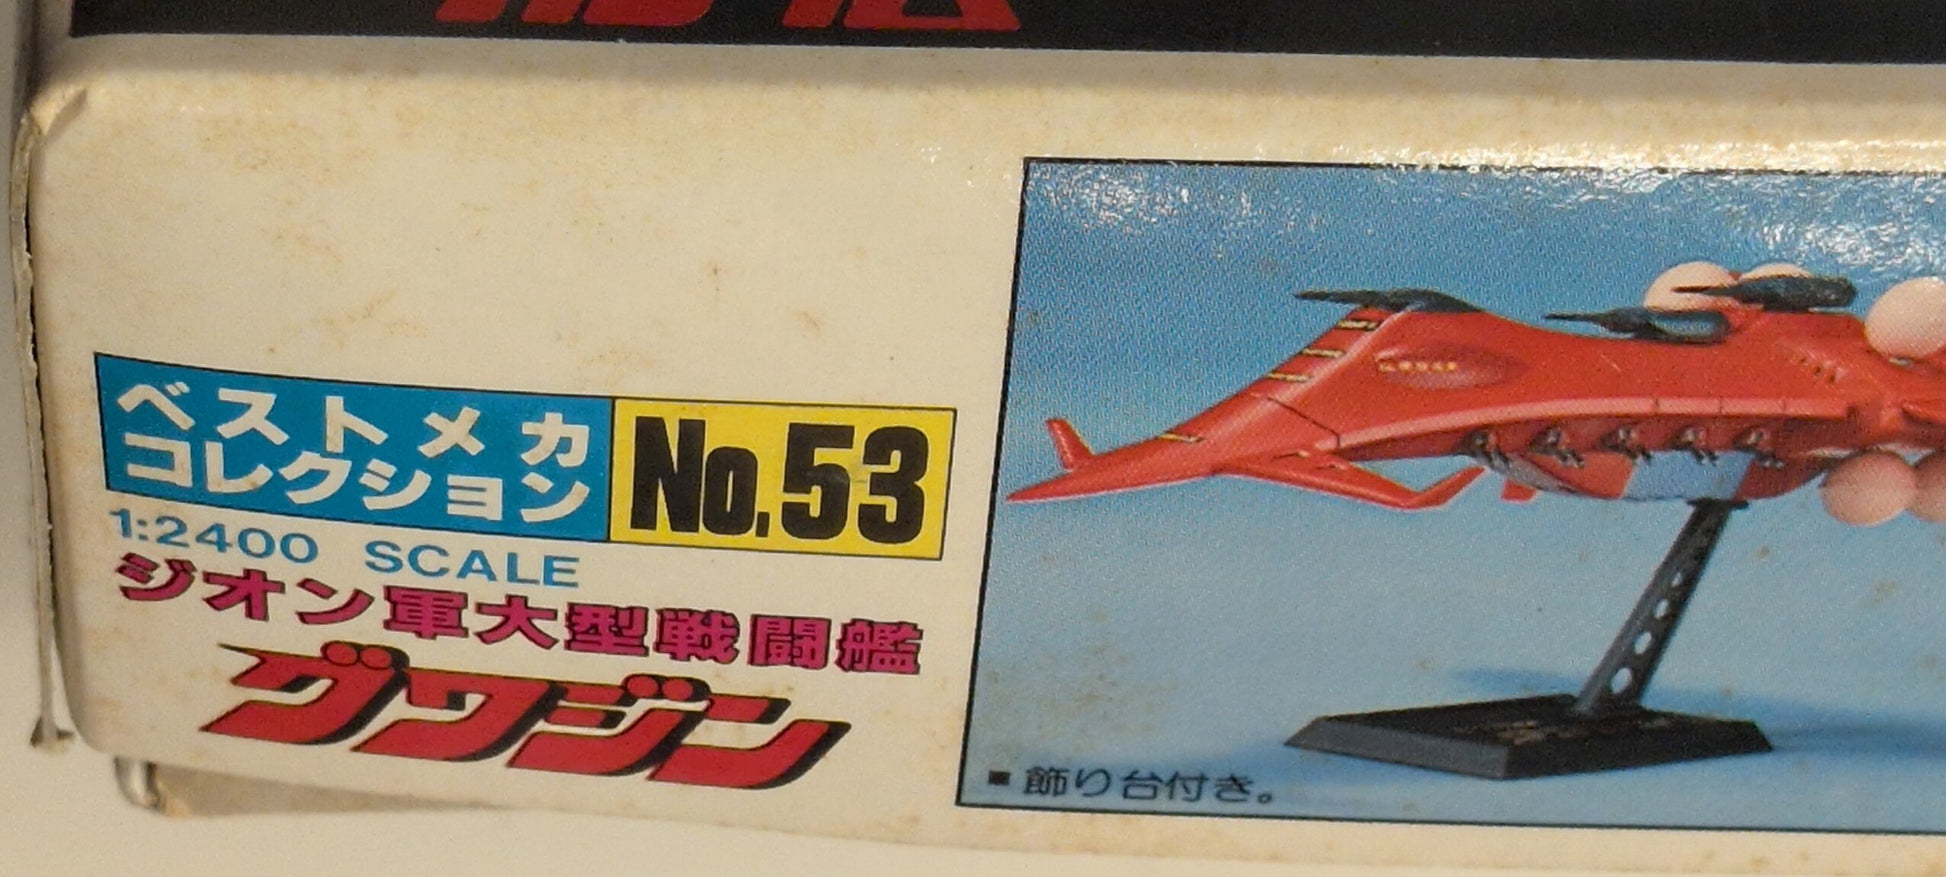 ベストメカ
コレクション
No.53
1:2400 SCALE
ジオン軍大型戦闘艦
グワジン
■飾り台付き。